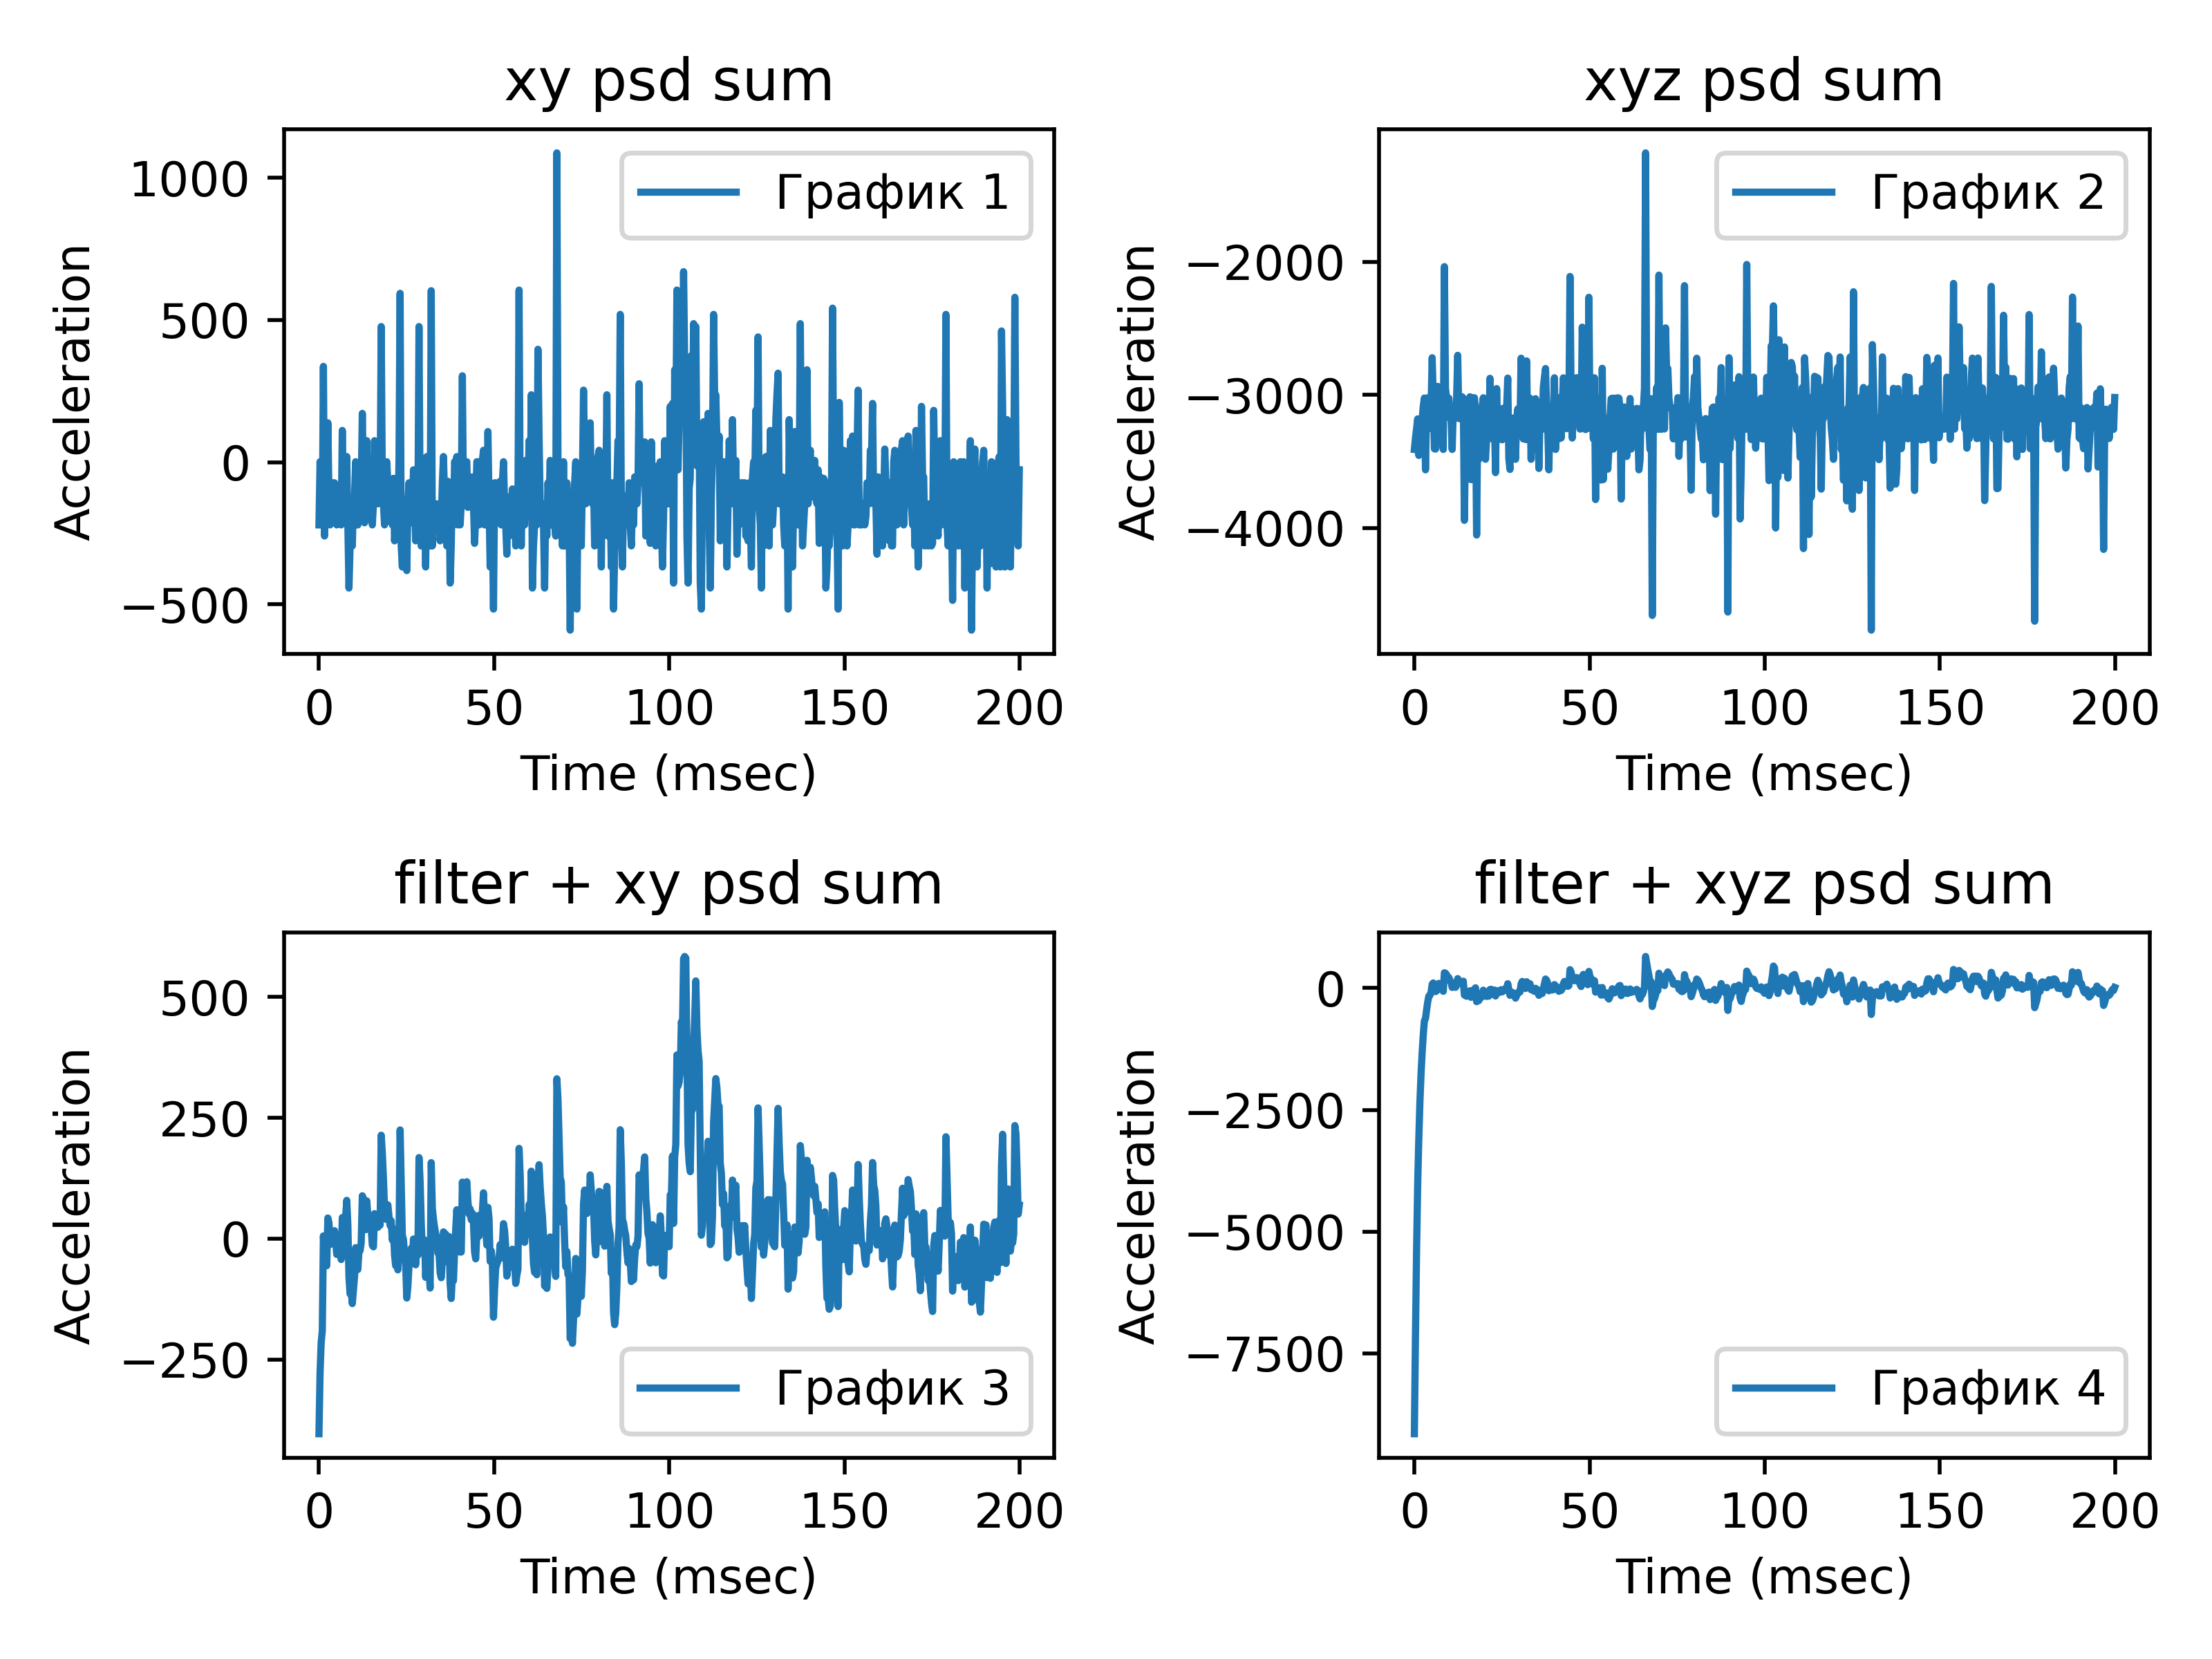 xy psd sum
1000
500
0
−500
Acceleration
График 1
0 50 100 150 200
Time (msec)
xyz psd sum
−2000
−3000
−4000
Acceleration
График 2
0 50 100 150 200
Time (msec)
filter + xy psd sum
500
250
0
−250
Acceleration
График 3
0 50 100 150 200
Time (msec)
filter + xyz psd sum
0
−2500
−5000
−7500
Acceleration
График 4
0 50 100 150 200
Time (msec)